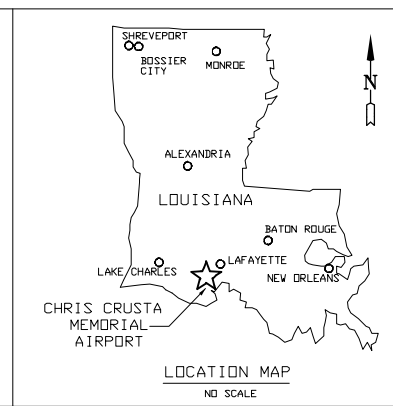 SHREVEPORT
BOSSIER
CITY
MONROE
N
ALEXANDRIA
LOUISIANA
BATON ROUGE
LAKE CHARLES
LAFAYETTE
NEW ORLEANS
CHRIS CRUSTA
MEMORIAL
AIRPORT
LOCATION MAP
NO SCALE